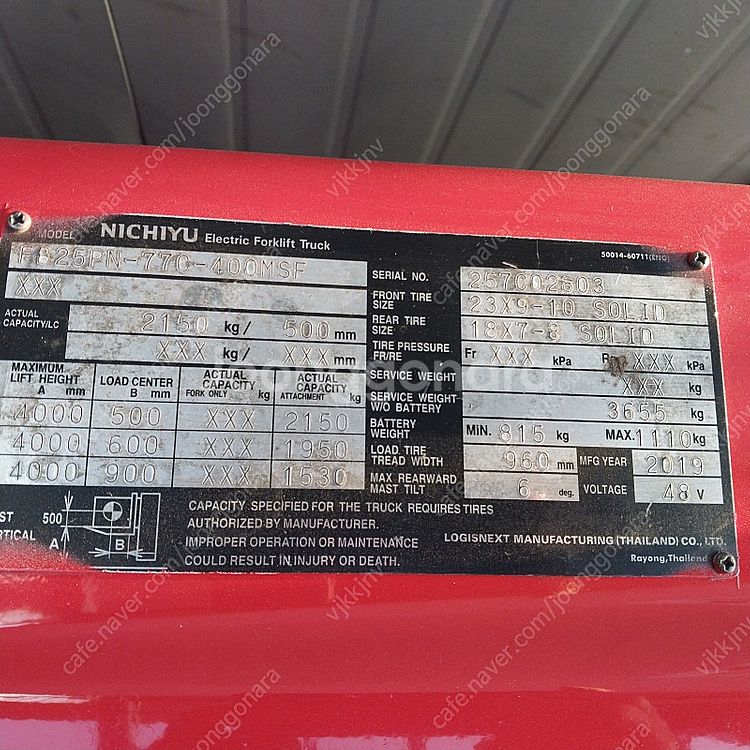 MODEL NICHIYU Electric Forklift Truck
50014-60711(ENG)
FB25PN-77C-400MSF
XXX
ACTUAL CAPACITY/LC 2150 kg/ 500 mm
XXX kg/ XXX mm
MAXIMUM LIFT HEIGHT A mm LOAD CENTER B mm ACTUAL CAPACITY FORK ONLY kg ACTUAL CAPACITY ATTACHMENT kg
4000 500 XXX 2150
4000 600 XXX 1950
4000 900 XXX 1530
SERIAL NO. 257C02603
FRONT TIRE SIZE 23X9-10 SOLID
REAR TIRE SIZE 18X7-8 SOLID
TIRE PRESSURE FR/RE Fr XXX kPa XXX kPa
SERVICE WEIGHT XXX kg
SERVICE WEIGHT W/O BATTERY 3655 kg
BATTERY WEIGHT MIN. 815 kg MAX. 1110 kg
LOAD TIRE TREAD WIDTH 960 mm MFG YEAR 2019
MAX REARWARD MAST TILT 6 deg. VOLTAGE 48 V
500
A
B
CAPACITY SPECIFIED FOR THE TRUCK REQUIRES TIRES
AUTHORIZED BY MANUFACTURER.
IMPROPER OPERATION OR MAINTENANCE
COULD RESULT IN INJURY OR DEATH.
LOGISNEXT MANUFACTURING (THAILAND) CO., LTD.
Rayong,Thailand
joonggonara
cafe.naver.com/joonggonara
vjkkjnv